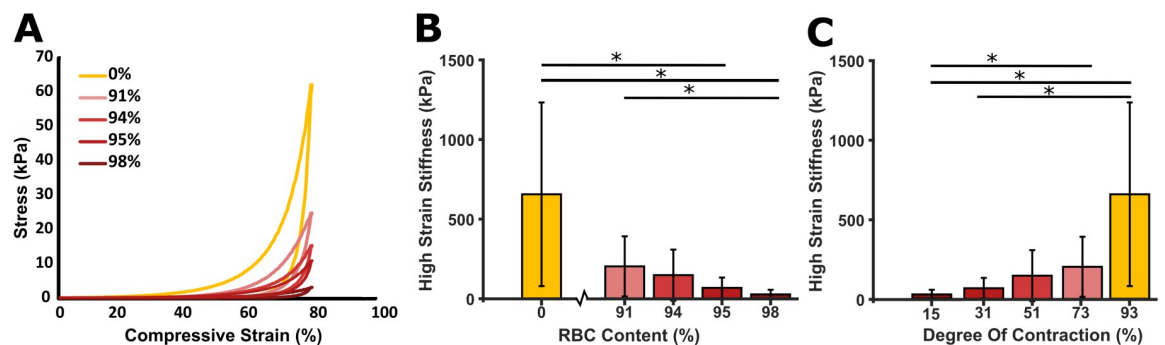 A
Stress (kPa)
70
60
50
40
30
20
10
0
0%
91%
94%
95%
98%
0 20 40 60 80 100
Compressive Strain (%)
B
High Strain Stiffness (kPa)
1500
1000
500
0
*
*
*
0 91 94 95 98
RBC Content (%)
C
High Strain Stiffness (kPa)
1500
1000
500
0
*
*
*
15 31 51 73 93
Degree Of Contraction (%)